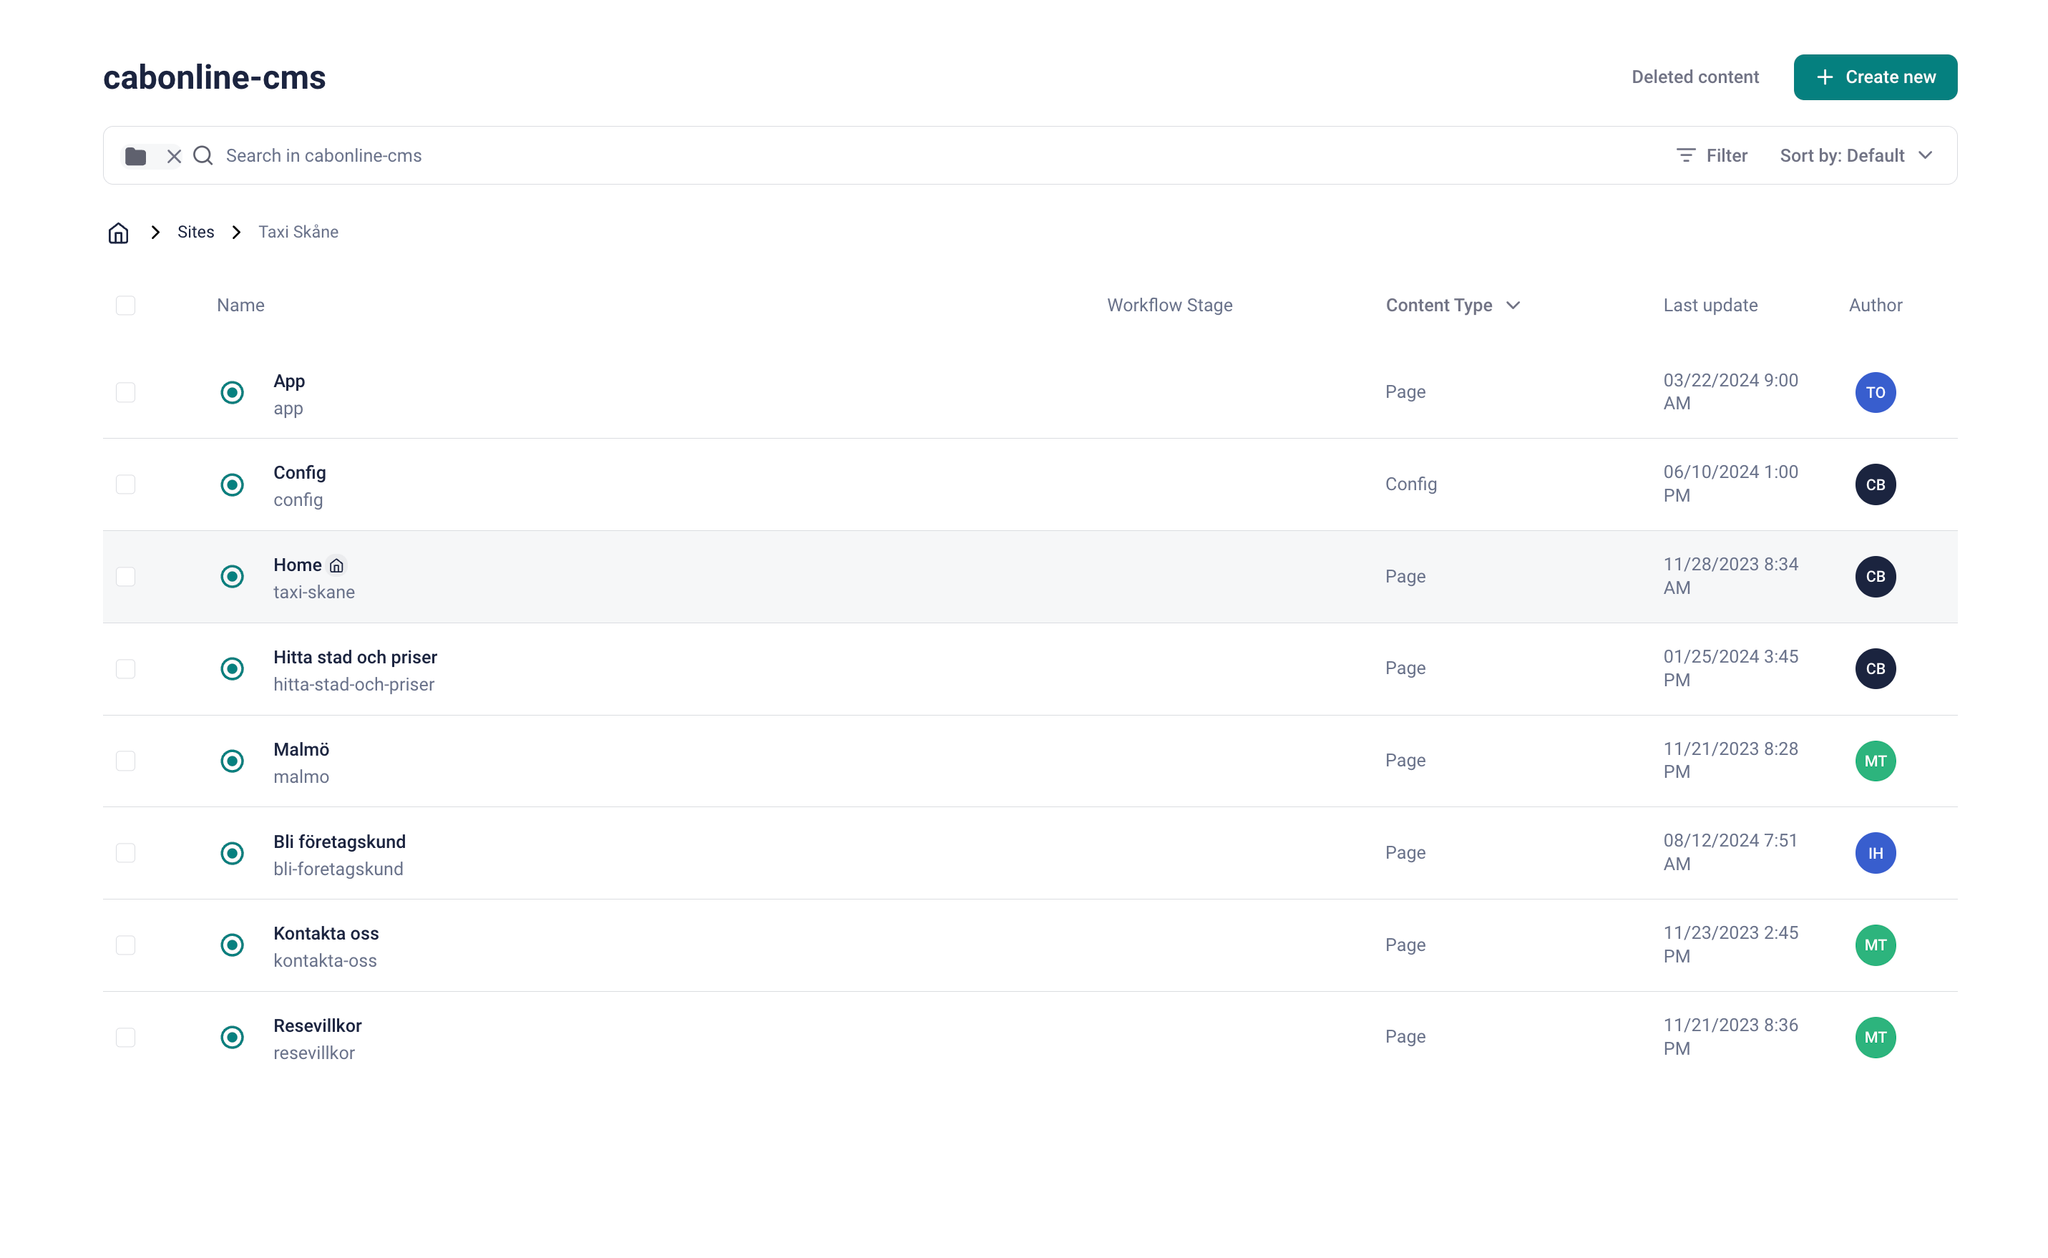 cabonline-cms
Deleted content
Create new
Search in cabonline-cms
Filter
Sort by: Default
Sites
Taxi Skåne
Name
Workflow Stage
Content Type
Last update
Author
App
app
Page
03/22/2024 9:00
AM
TO
Config
config
Config
06/10/2024 1:00
PM
CB
Home
taxi-skane
Page
11/28/2023 8:34
AM
CB
Hitta stad och priser
hitta-stad-och-priser
Page
01/25/2024 3:45
PM
CB
Malmö
malmo
Page
11/21/2023 8:28
PM
MT
Bli företagskund
bli-foretagskund
Page
08/12/2024 7:51
AM
IH
Kontakta oss
kontakta-oss
Page
11/23/2023 2:45
PM
MT
Resevillkor
resevillkor
Page
11/21/2023 8:36
PM
MT